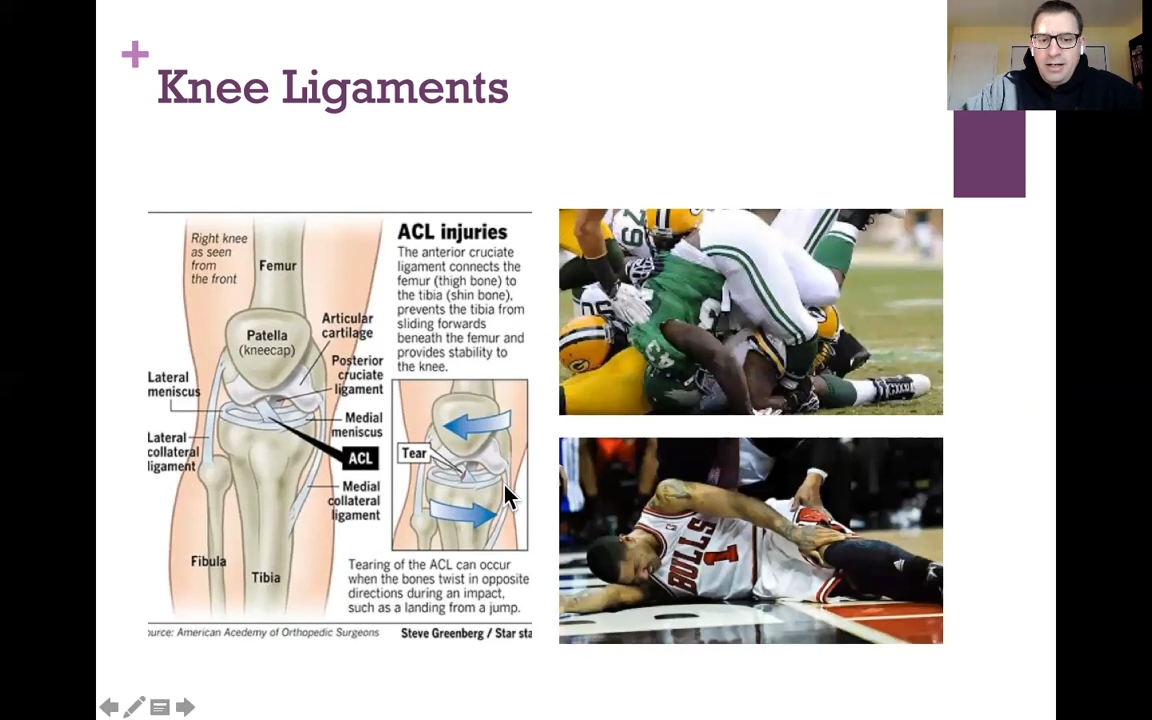 +
Knee Ligaments
Right knee
as seen
from
the front
Femur
Patella
(kneecap)
Articular
cartilage
Posterior
cruciate
ligament
Lateral
meniscus
Medial
meniscus
Lateral
collateral
ligament
ACL
Medial
collateral
ligament
Fibula
Tibia
ACL injuries
The anterior cruciate
ligament connects the
femur (thigh bone) to
the tibia (shin bone),
prevents the tibia from
sliding forwards
beneath the femur and
provides stability to
the knee.
Tear
Tearing of the ACL can occur
when the bones twist in opposite
directions during an impact,
such as a landing from a jump.
urce: American Acedemy of Orthopedic Surgeons
Steve Greenberg / Star sta
79
43
G
BULLS
1